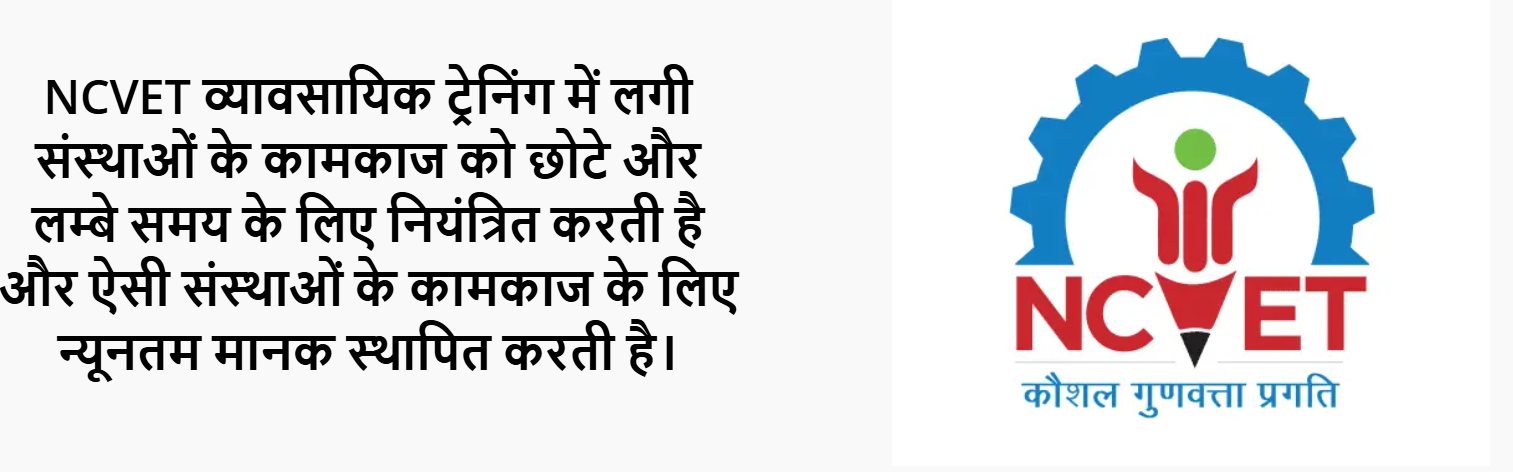 NCVET व्यावसायिक ट्रेनिंग में लगी
संस्थाओं के कामकाज को छोटे और
लम्बे समय के लिए नियंत्रित करती है
और ऐसी संस्थाओं के कामकाज के लिए
न्यूनतम मानक स्थापित करती है।
NCVET
कौशल गुणवत्ता प्रगति